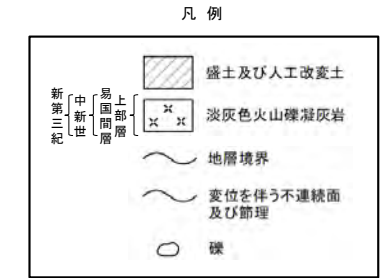 凡 例
盛土及び人工改変土
新第三紀 中新世 易国間層 上部層 淡灰色火山礫凝灰岩
地層境界
変位を伴う不連続面
及び節理
礫